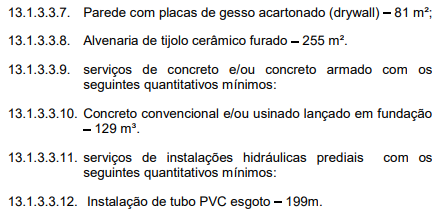 13.1.3.3.7. Parede com placas de gesso acartonado (drywall) – 81 m²;
13.1.3.3.8. Alvenaria de tijolo cerâmico furado – 255 m².
13.1.3.3.9. serviços de concreto e/ou concreto armado com os
seguintes quantitativos mínimos:
13.1.3.3.10. Concreto convencional e/ou usinado lançado em fundação
– 129 m³.
13.1.3.3.11. serviços de instalações hidráulicas prediais com os
seguintes quantitativos mínimos:
13.1.3.3.12. Instalação de tubo PVC esgoto – 199m.